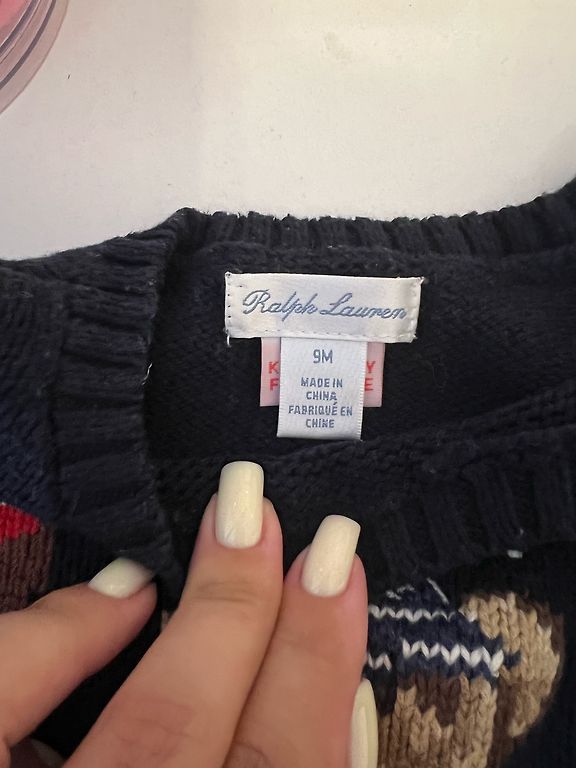 Ralph Lauren
9M
MADE IN
CHINA
FABRIQUÉ EN
CHINE